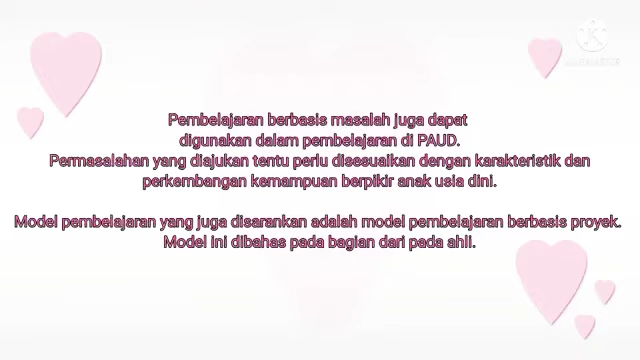 Pembelajaran berbasis masalah juga dapat
digunakan dalam pembelajaran di PAUD.
Permasalahan yang diajukan tentu perlu disesuaikan dengan karakteristik dan
perkembangan kemampuan berpikir anak usia dini.
Model pembelajaran yang juga disarankan adalah model pembelajaran berbasis proyek.
Model ini dibahas pada bagian dari pada ahli.